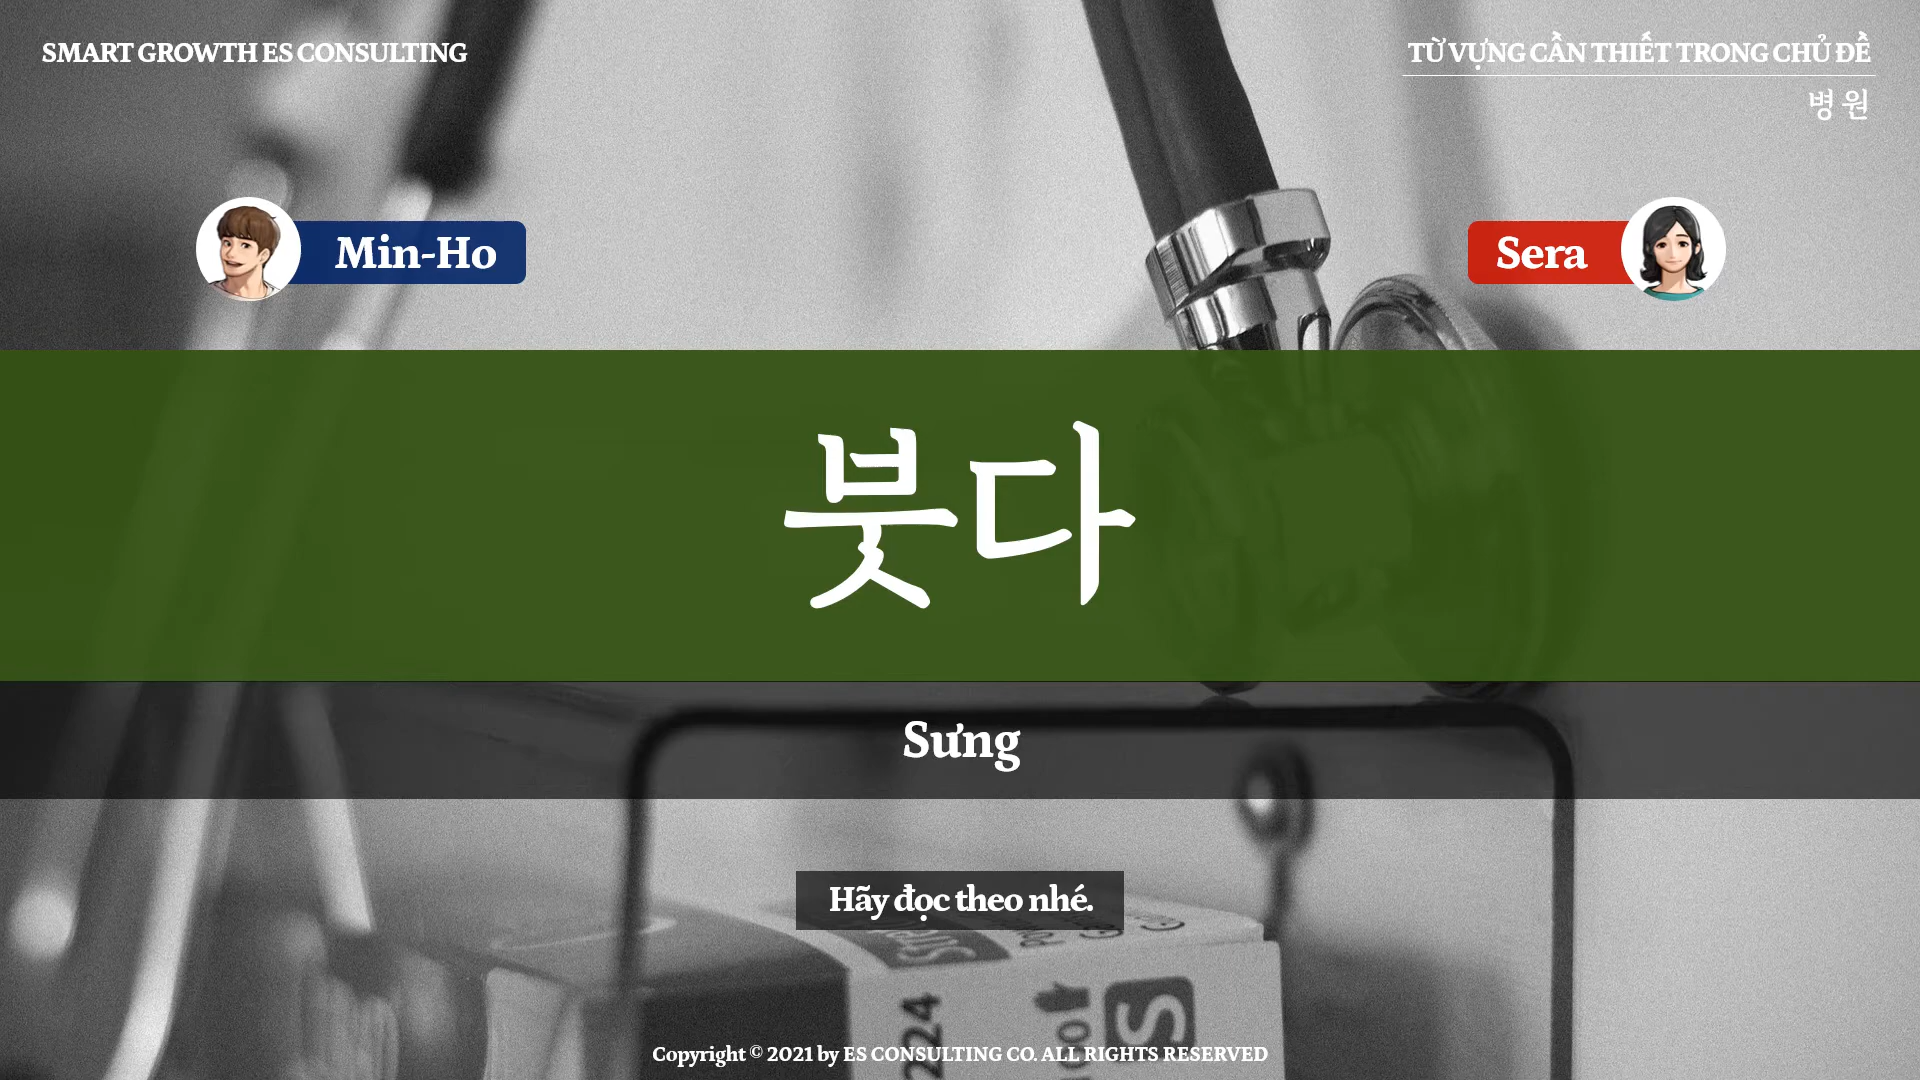 SMART GROWTH ES CONSULTING
TỪ VỰNG CẦN THIẾT TRONG CHỦ ĐỀ
병원
Min-Ho
Sera
붓다
Sưng
Hãy đọc theo nhé.
224
S
Copyright © 2021 by ES CONSULTING CO. ALL RIGHTS RESERVED